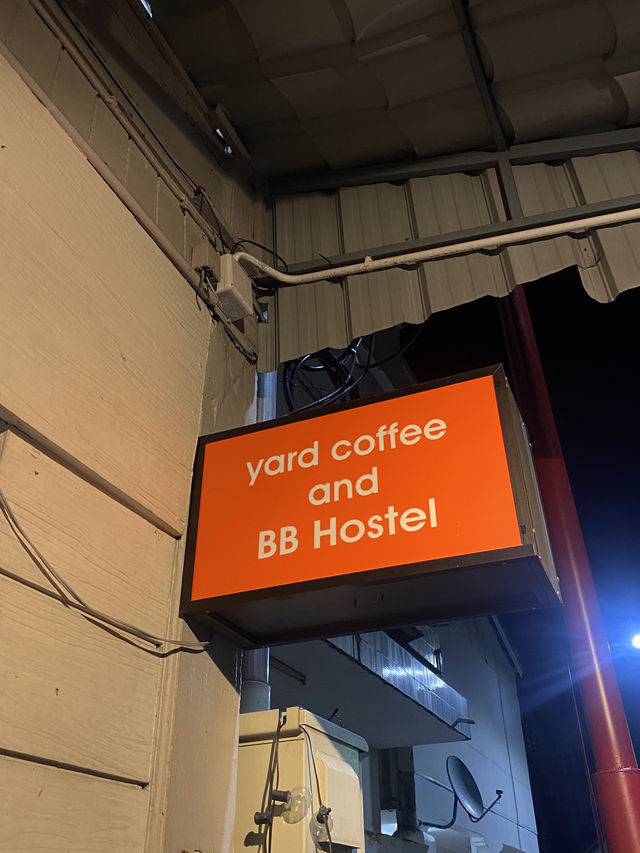 yard coffee
and
BB Hostel